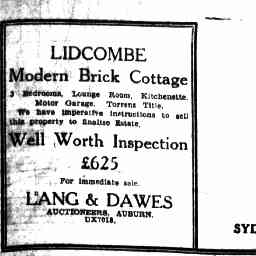 LIDCOMBE
Modern Brick Cottage
3 Bedrooms, Lounge Room, Kitchenette.
Motor Garage. Torrens Title.
We have imperative instructions to sell
this property to finalise Estate.
Well Worth Inspection
£625
For immediate sale.
LANG & DAWES
AUCTIONEERS, AUBURN.
UX7018.
SYD